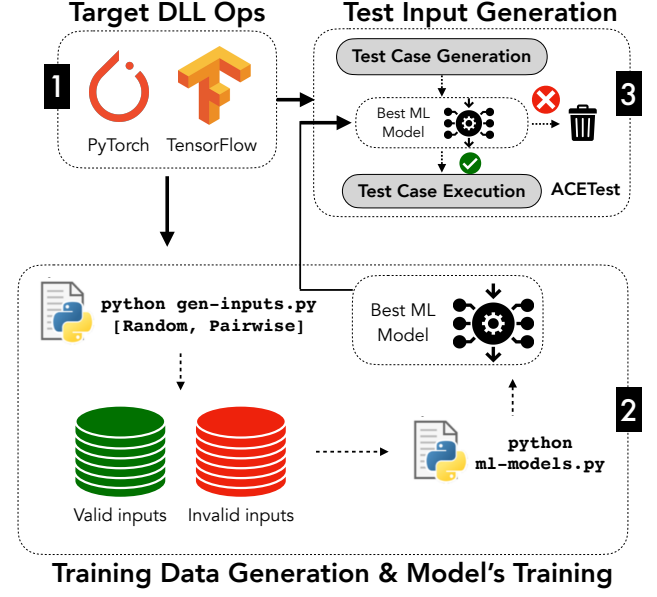 Target DLL Ops
1
PyTorch
TensorFlow
Test Input Generation
3
Test Case Generation
Best ML
Model
Test Case Execution
ACETest
2
python gen-inputs.py
[Random, Pairwise]
Valid inputs
Invalid inputs
python
ml-models.py
Best ML
Model
Training Data Generation & Model's Training